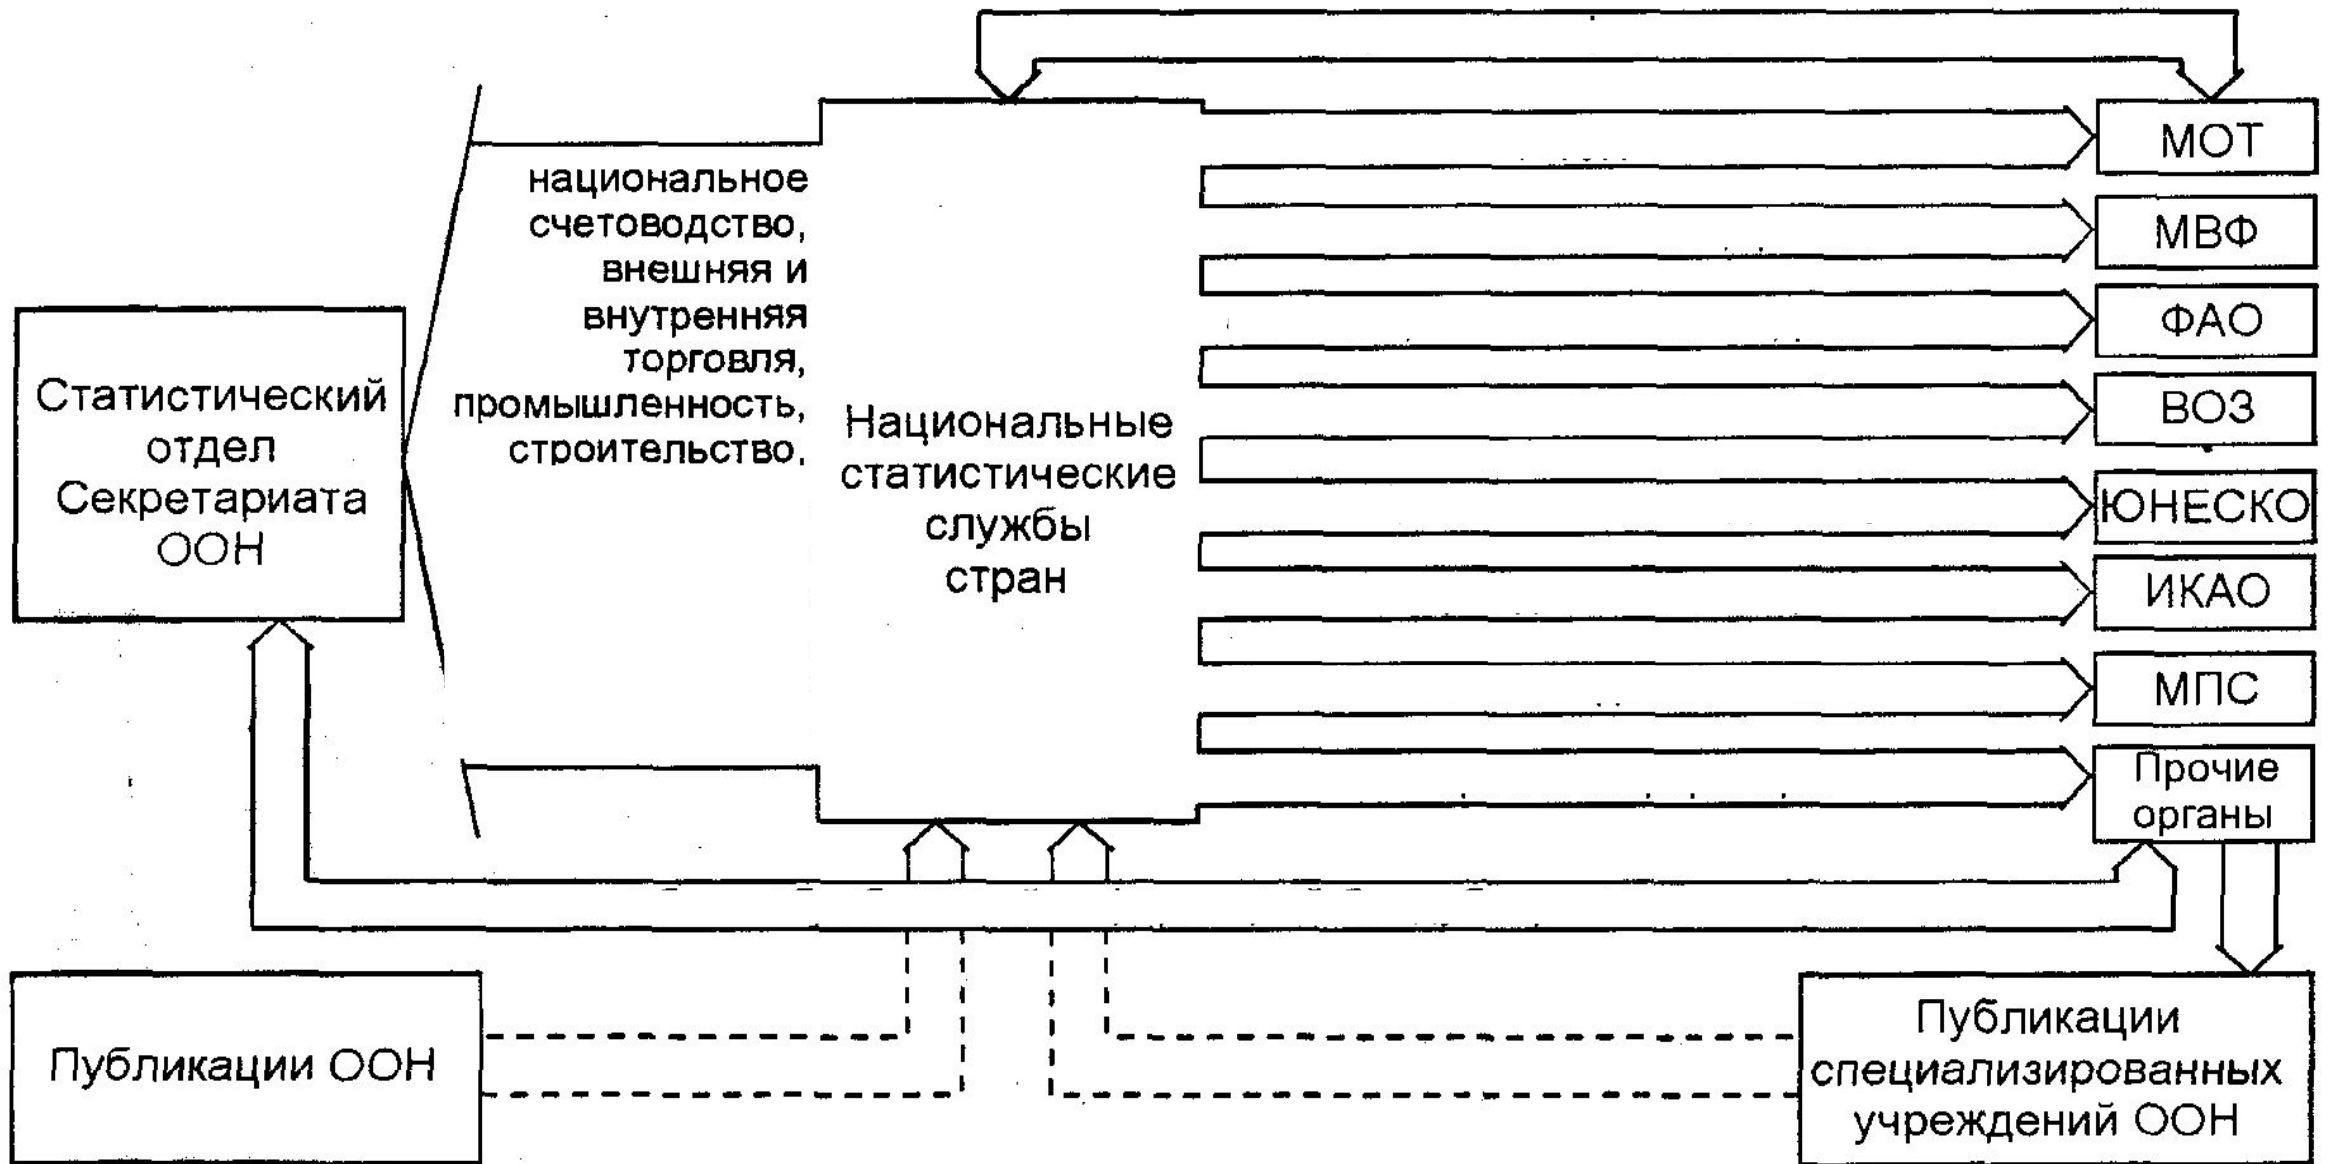 национальное
счетоводство,
внешняя и
внутренняя
торговля,
промышленность,
строительство,
Статистический
отдел
Секретариата
ООН
Национальные
статистические
службы
стран
МОТ
МВФ
ФАО
ВОЗ
ЮНЕСКО
ИКАО
МПС
Прочие
органы
Публикации ООН
Публикации
специализированных
учреждений ООН